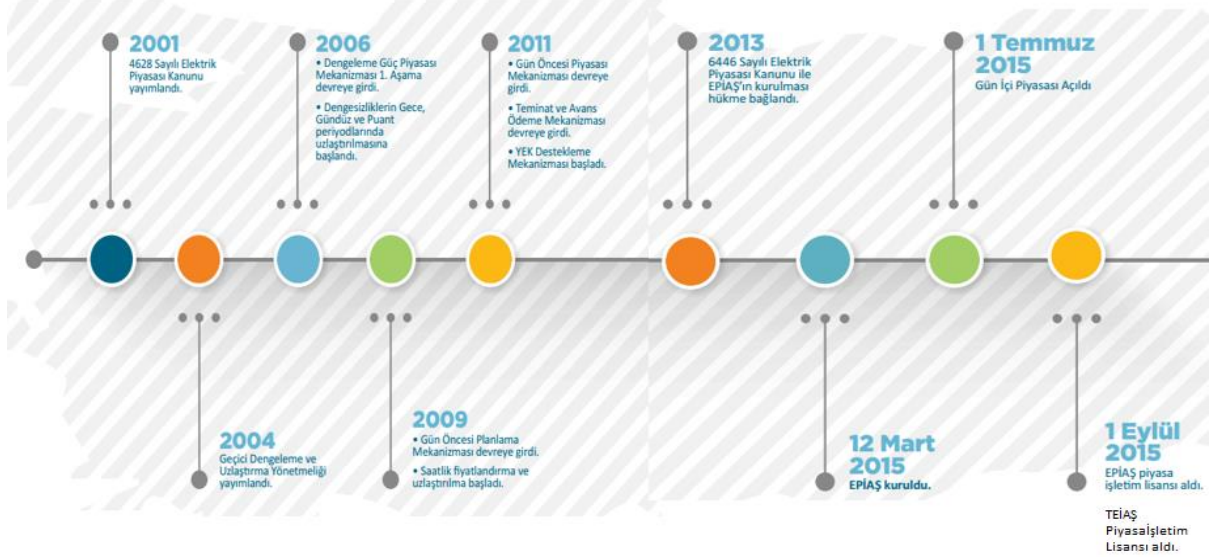 2001
4628 Sayılı Elektrik
Piyasası Kanunu
yayımlandı.
2006
• Dengeleme Güç Piyasası
Mekanizması 1. Aşama
devreye girdi.
• Dengesizliklerin Gece,
Gündüz ve Puant
periyodlarında
uzlaştırılmasına
başlandı.
2011
• Gün Öncesi Piyasası
Mekanizması devreye
girdi.
• Teminat ve Avans
Ödeme Mekanizması
devreye girdi.
• YEK Destekleme
Mekanizması başladı.
2013
6446 Sayılı Elektrik
Piyasası Kanunu ile
EPİAŞ'ın kurulması
hükme bağlandı.
1 Temmuz
2015
Gün İçi Piyasası Açıldı
2004
Geçici Dengeleme ve
Uzlaştırma Yönetmeliği
yayımlandı.
2009
• Gün Öncesi Planlama
Mekanizması devreye girdi.
• Saatlik fiyatlandırma ve
uzlaştırılma başladı.
12 Mart
2015
EPİAŞ kuruldu.
1 Eylül
2015
EPİAŞ piyasa
işletim lisansı aldı.
TEİAŞ
Piyasaİşletim
Lisansı aldı.